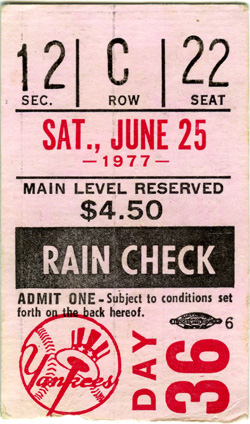 12 C 22
SEC. ROW SEAT
SAT., JUNE 25
—1977—
MAIN LEVEL RESERVED
$4.50
RAIN CHECK
ADMIT ONE - Subject to conditions set
forth on the back hereof.
6
Yankees
DAY
36